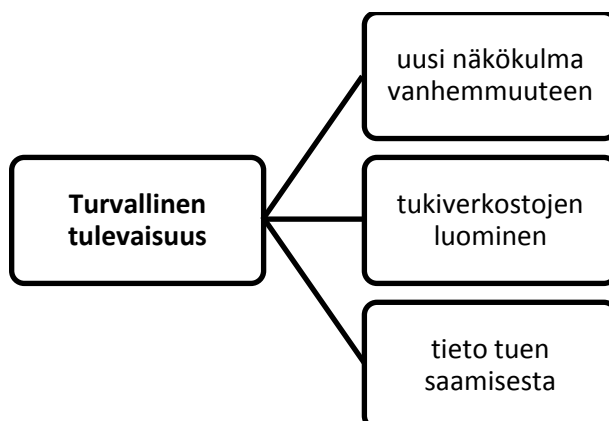 uusi näkökulma
vanhemmuuteen
Turvallinen
tulevaisuus
tukiverkostojen
luominen
tieto tuen
saamisesta